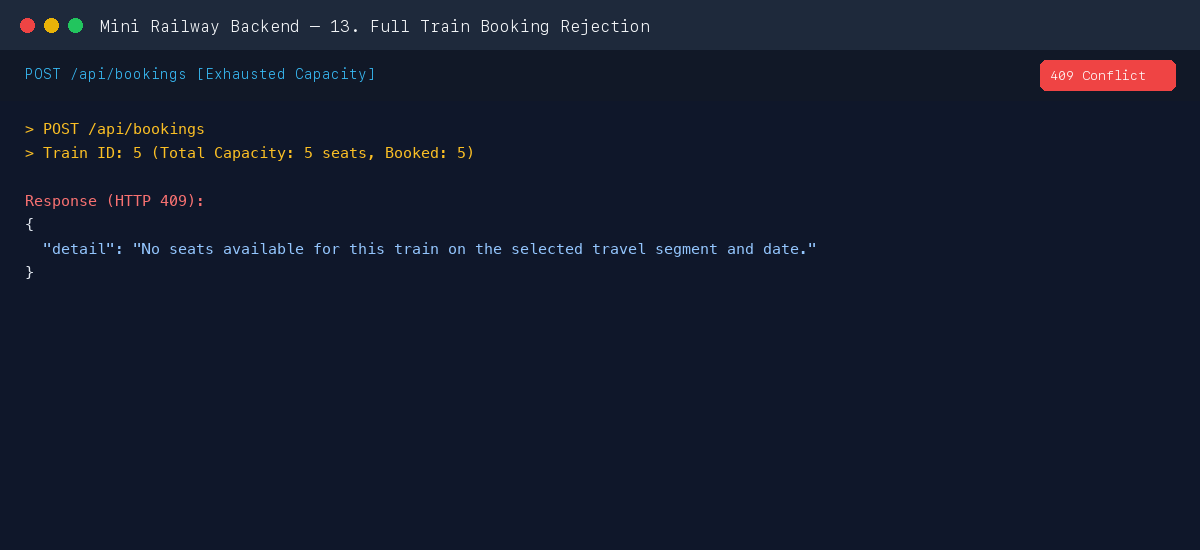 Mini Railway Backend — 13. Full Train Booking Rejection
POST /api/bookings [Exhausted Capacity]
409 Conflict
> POST /api/bookings
> Train ID: 5 (Total Capacity: 5 seats, Booked: 5)
Response (HTTP 409):
{
  "detail": "No seats available for this train on the selected travel segment and date."
}